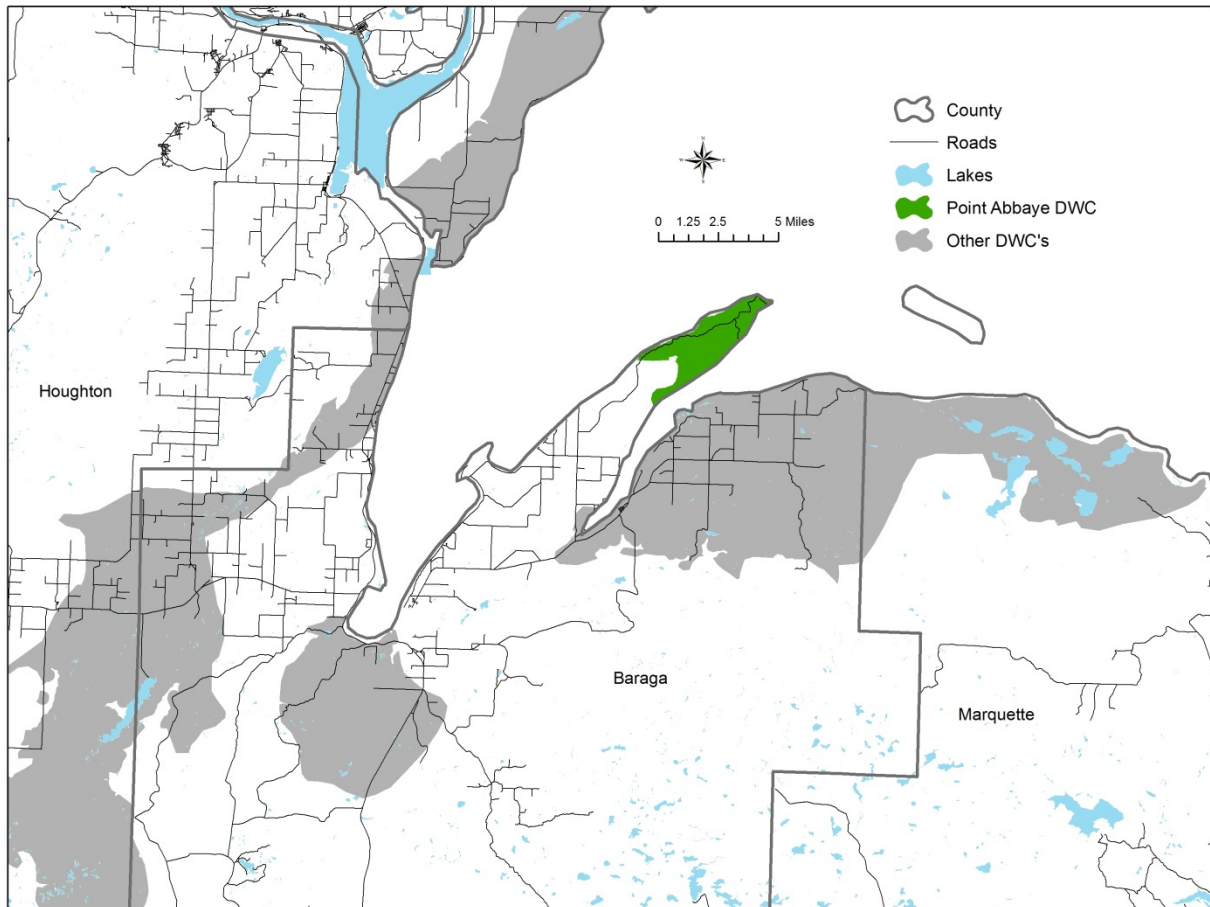 County
Roads
Lakes
Point Abbaye DWC
Other DWC's
N
W E
S
0 1.25 2.5 5 Miles
Houghton
Baraga
Marquette